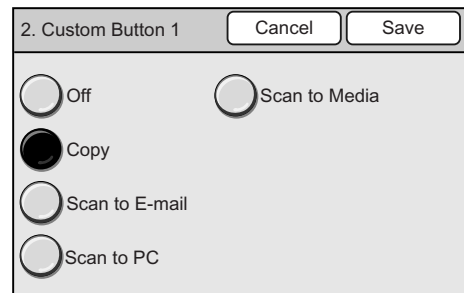 2. Custom Button 1 Cancel Save
Off Scan to Media
Copy
Scan to E-mail
Scan to PC